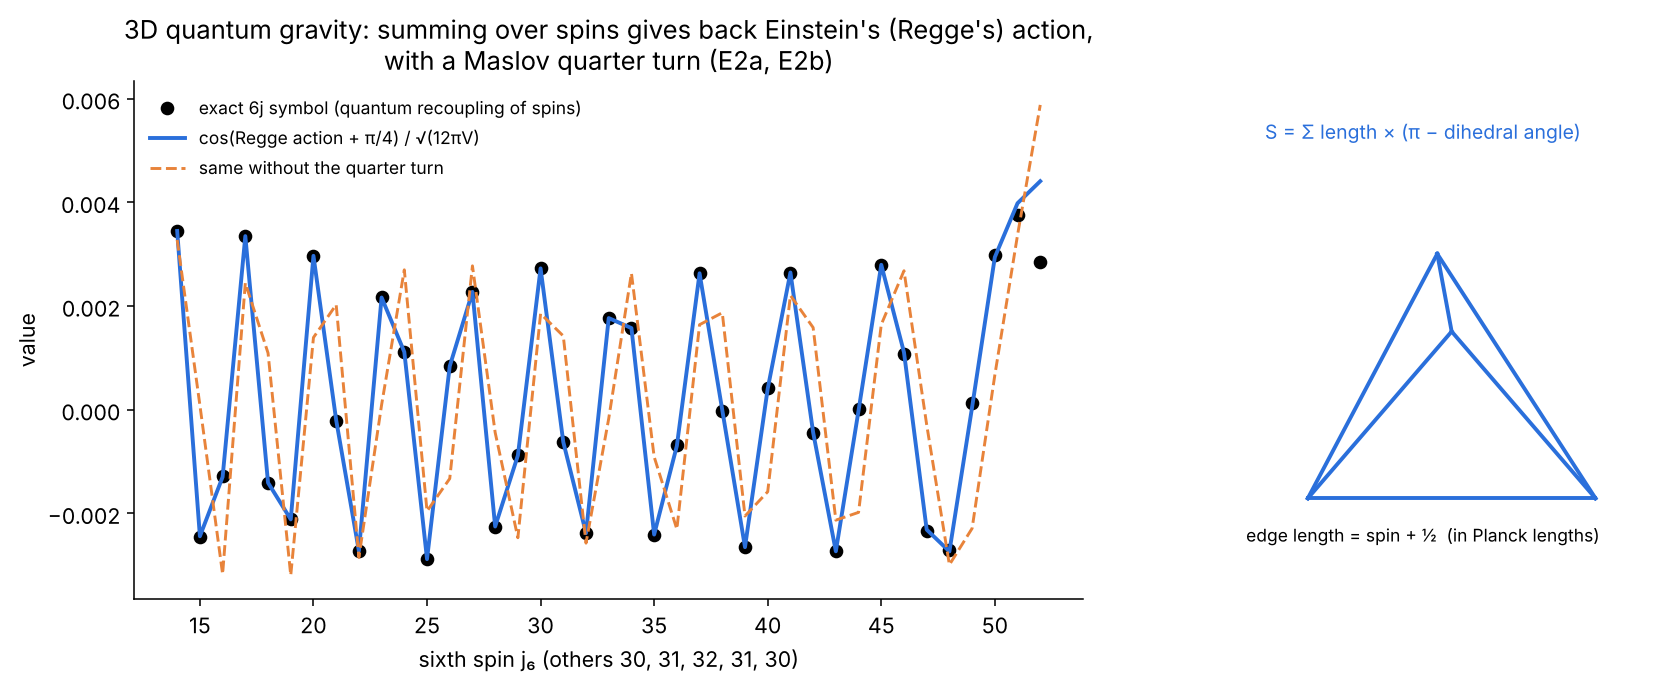 3D quantum gravity: summing over spins gives back Einstein's (Regge's) action,
with a Maslov quarter turn (E2a, E2b)
exact 6j symbol (quantum recoupling of spins)
cos(Regge action + π/4) / √(12πV)
same without the quarter turn
value
0.006
0.004
0.002
0.000
−0.002
15 20 25 30 35 40 45 50
sixth spin j₆ (others 30, 31, 32, 31, 30)
S = Σ length × (π − dihedral angle)
edge length = spin + ½ (in Planck lengths)